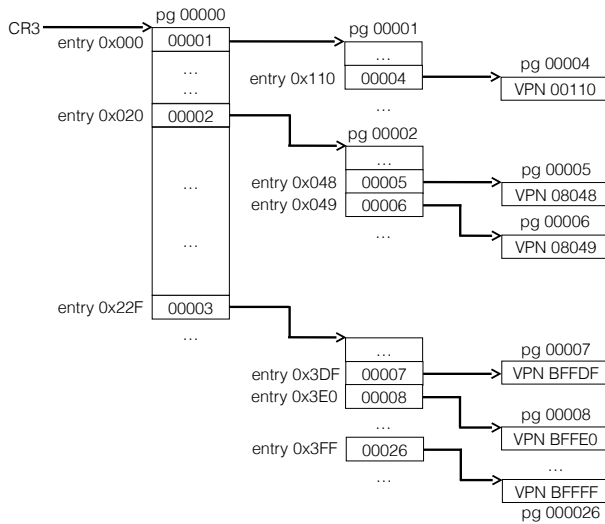 pg 00000
CR3
entry 0x000
00001
pg 00001
...
...
...
entry 0x110
00004
pg 00004
VPN 00110
...
entry 0x020
00002
pg 00002
...
...
entry 0x048
00005
pg 00005
VPN 08048
entry 0x049
00006
pg 00006
VPN 08049
...
...
entry 0x22F
00003
...
...
pg 00007
entry 0x3DF
00007
VPN BFFDF
entry 0x3E0
00008
pg 00008
VPN BFFE0
...
entry 0x3FF
00026
...
...
VPN BFFFF
pg 000026